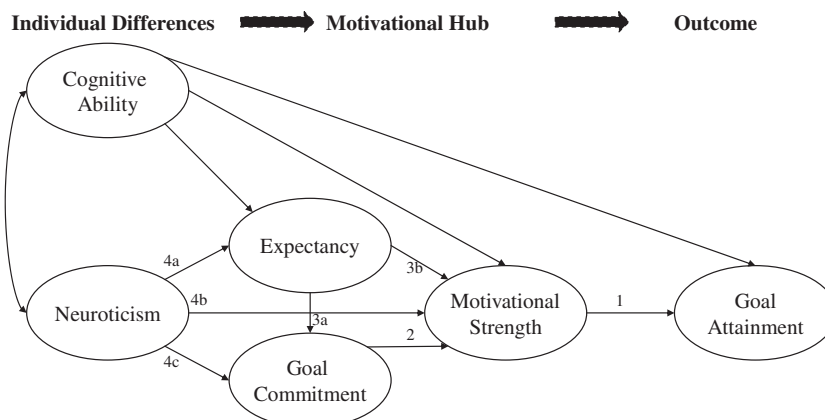 Individual Differences Motivational Hub Outcome
Cognitive
Ability
Expectancy
4a
3b
Neuroticism
4b
Motivational
Strength
1
Goal
Attainment
3a
2
4c
Goal
Commitment